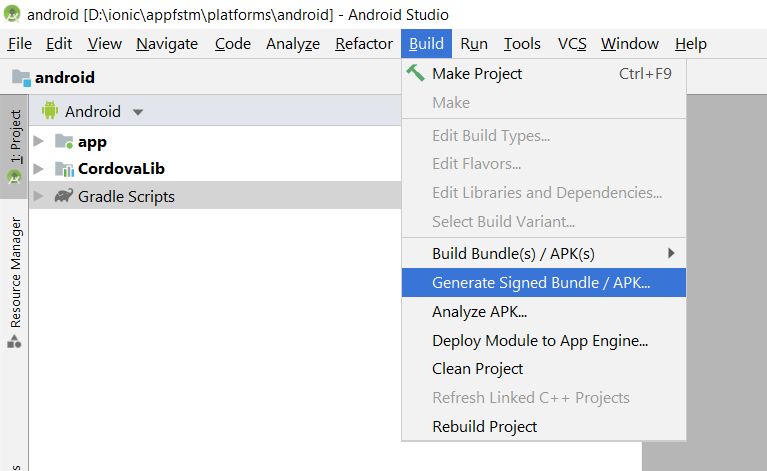 android [D:\ionic\appfstm\platforms\android] - Android Studio
File Edit View Navigate Code Analyze Refactor Build Run Tools VCS Window Help
android
Make Project Ctrl+F9
Make
Edit Build Types...
Edit Flavors...
Edit Libraries and Dependencies...
Select Build Variant...
Build Bundle(s) / APK(s)
Generate Signed Bundle / APK...
Analyze APK...
Deploy Module to App Engine...
Clean Project
Refresh Linked C++ Projects
Rebuild Project
Android
app
CordovaLib
Gradle Scripts
1: Project
Resource Manager